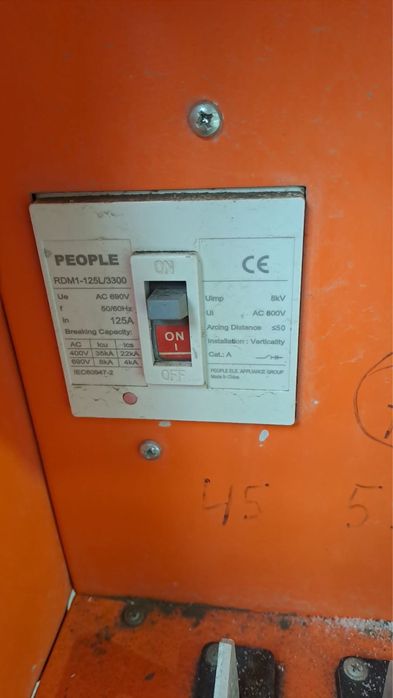 PEOPLE
RDM1-125L/3300
Ue AC 690V
f 50/60Hz
In 125A
Breaking Capacity:
AC Icu Ics
400V 35kA 22kA
690V 8kA 4kA
IEC60947-2
ON
ON
I
OFF
CE
Uimp 8kV
Ui AC 800V
Arcing Distance ≤50
Installation : Verticality
Cat.: A
PEOPLE ELE. APPLIANCE GROUP
Made in China
45
5